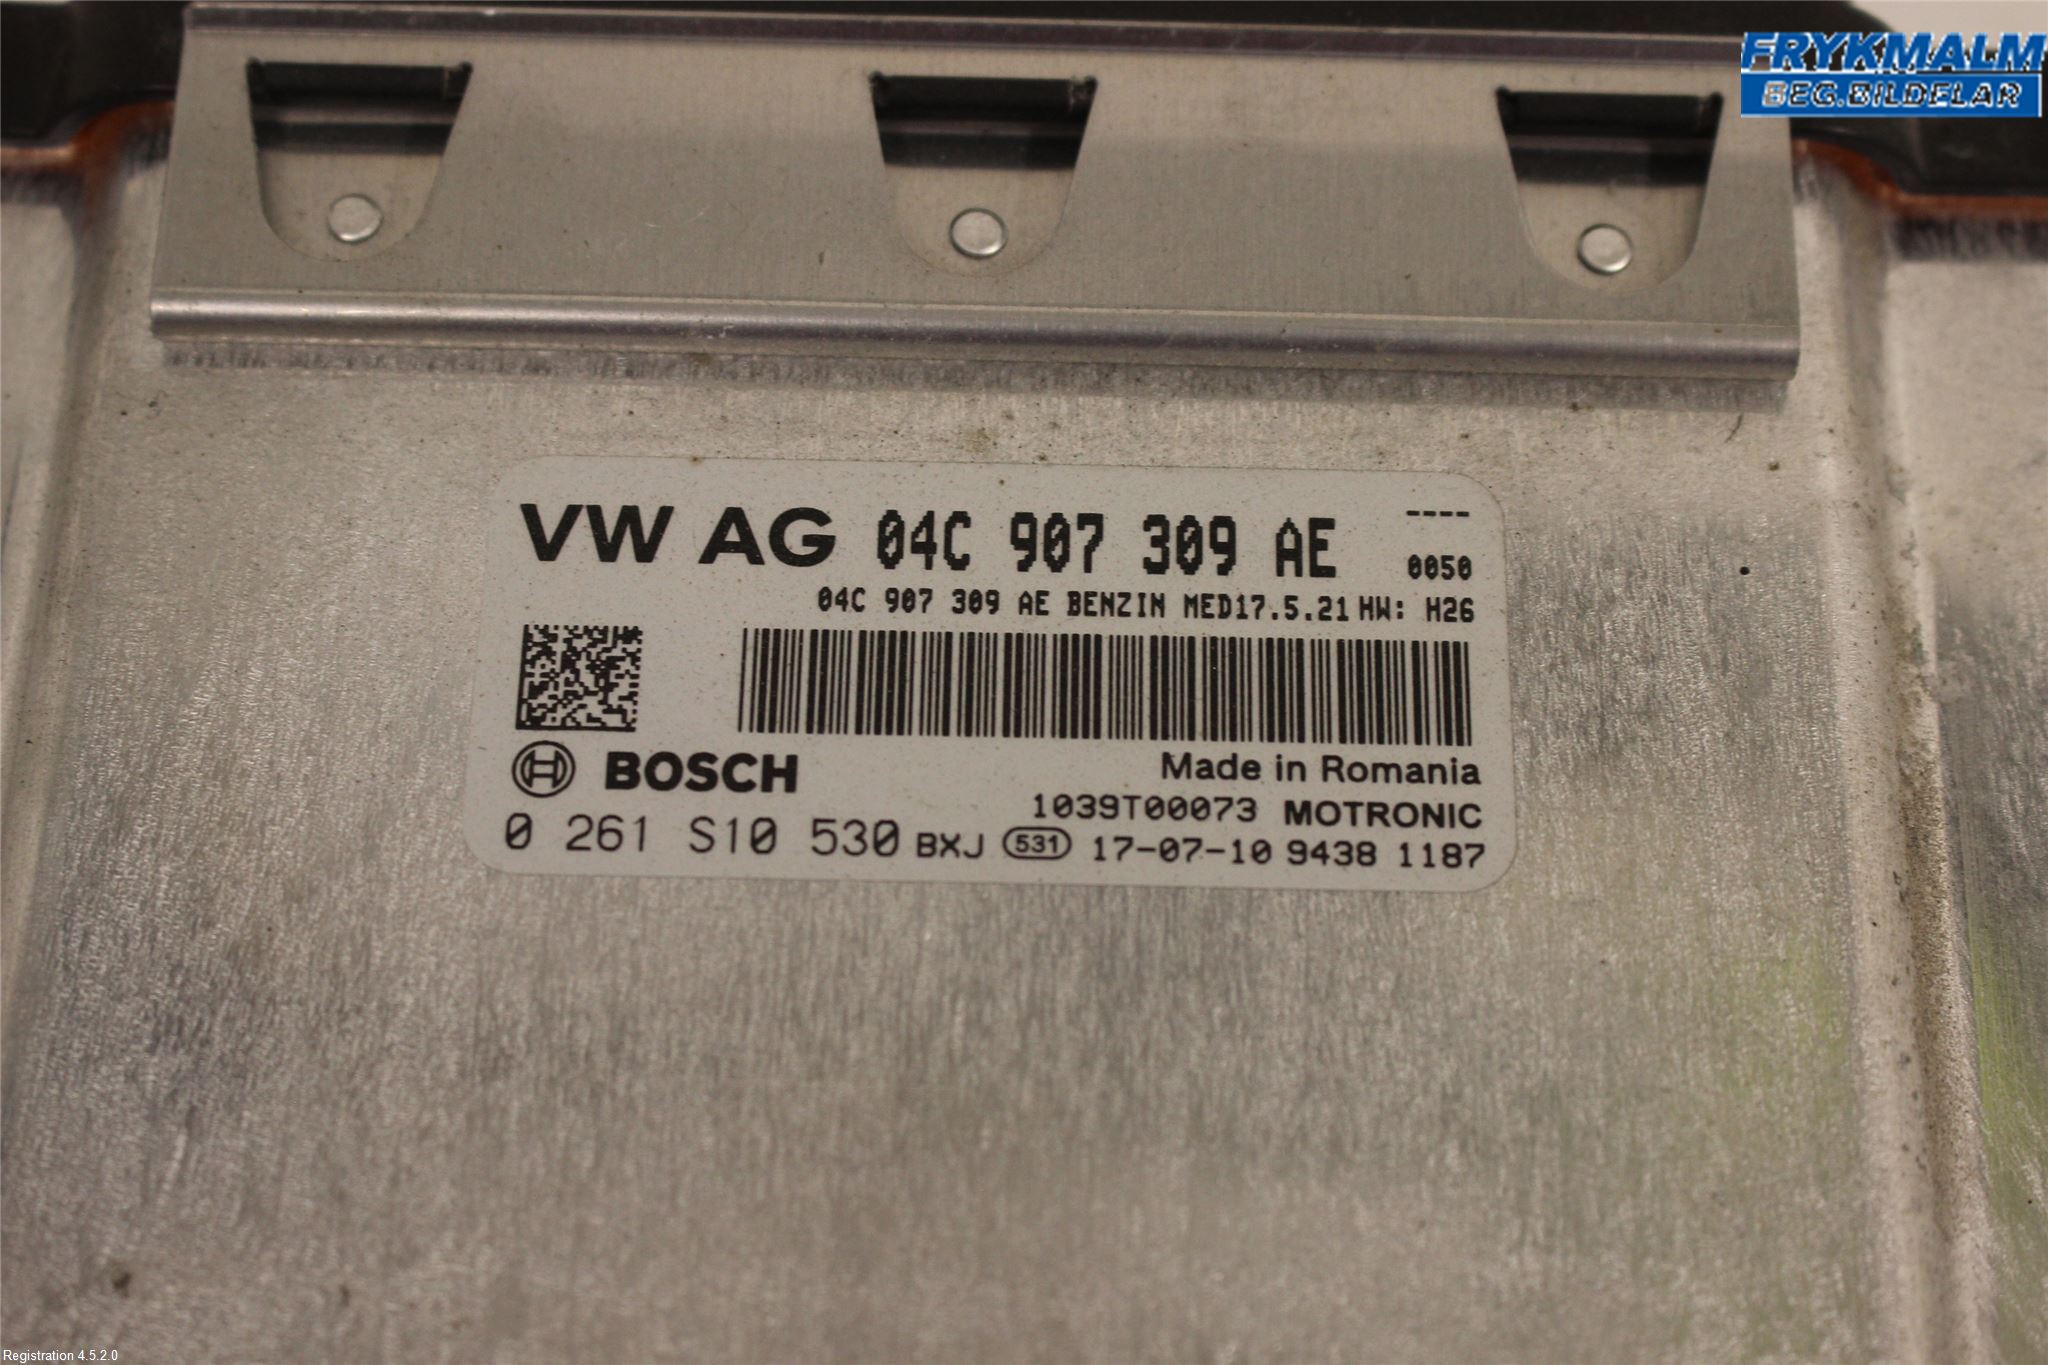 FRYKMALM
BEG.BILDELAR
VW AG 04C 907 309 AE ----
0050
04C 907 309 AE BENZIN MED17.5.21 HW: H26
BOSCH Made in Romania
1039T00073 MOTRONIC
0 261 S10 530 BXJ 531 17-07-10 9438 1187
Registration 4.5.2.0